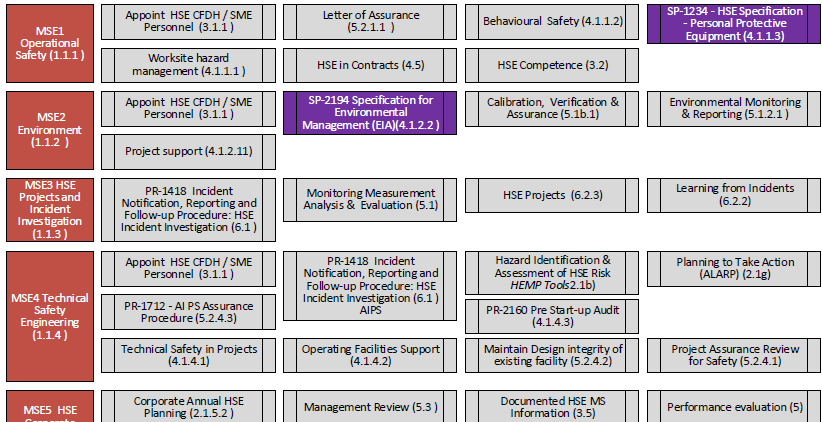 MSE1
Operational
Safety (1.1.1 )
Appoint HSE CFDH / SME
Personnel (3.1.1 )
Letter of Assurance
(5.2.1.1 )
Behavioural Safety (4.1.1.2)
SP-1234 - HSE Specification
- Personal Protective
Equipment (4.1.1.3)
Worksite hazard
management (4.1.1.1 )
HSE in Contracts (4.5)
HSE Competence (3.2)
MSE2
Environment
(1.1.2 )
Appoint HSE CFDH / SME
Personnel (3.1.1 )
SP-2194 Specification for
Environmental
Management (EIA)(4.1.2.2 )
Calibration, Verification &
Assurance (5.1b.1)
Environmental Monitoring
& Reporting (5.1.2.1 )
Project support (4.1.2.11)
MSE3 HSE
Projects and
Incident
Investigation
(1.1.3 )
PR-1418 Incident
Notification, Reporting and
Follow-up Procedure: HSE
Incident Investigation (6.1 )
Monitoring Measurement
Analysis & Evaluation (5.1)
HSE Projects (6.2.3)
Learning from Incidents
(6.2.2)
MSE4 Technical
Safety
Engineering
(1.1.4 )
Appoint HSE CFDH / SME
Personnel (3.1.1 )
PR-1418 Incident
Notification, Reporting and
Follow-up Procedure: HSE
Incident Investigation (6.1 )
AIPS
Hazard Identification &
Assessment of HSE Risk
HEMP Tools2.1b)
Planning to Take Action
(ALARP) (2.1g)
PR-1712 - AI PS Assurance
Procedure (5.2.4.3)
PR-2160 Pre Start-up Audit
(4.1.4.3)
Technical Safety in Projects
(4.1.4.1)
Operating Facilities Support
(4.1.4.2)
Maintain Design integrity of
existing facility (5.2.4.2)
Project Assurance Review
for Safety (5.2.4.1)
MSE5 HSE
Corporate
Corporate Annual HSE
Planning (2.1.5.2 )
Management Review (5.3 )
Documented HSE MS
Information (3.5)
Performance evaluation (5)